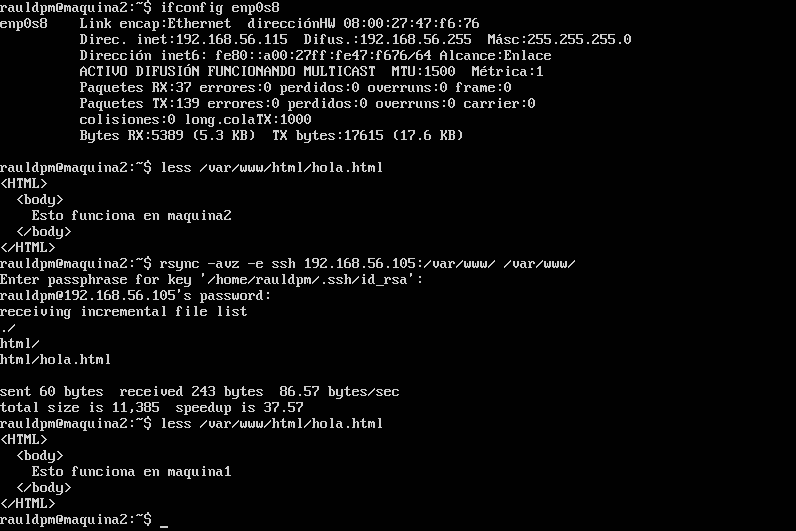 rauldpm@maquina2:~$ ifconfig enp0s8
enp0s8    Link encap:Ethernet  direcciónHW 08:00:27:47:f6:76
          Direc. inet:192.168.56.115  Difus.:192.168.56.255  Másc:255.255.255.0
          Dirección inet6: fe80::a00:27ff:fe47:f676/64 Alcance:Enlace
          ACTIVO DIFUSIÓN FUNCIONANDO MULTICAST  MTU:1500  Métrica:1
          Paquetes RX:37 errores:0 perdidos:0 overruns:0 frame:0
          Paquetes TX:139 errores:0 perdidos:0 overruns:0 carrier:0
          colisiones:0 long.colaTX:1000
          Bytes RX:5389 (5.3 KB)  TX bytes:17615 (17.6 KB)
rauldpm@maquina2:~$ less /var/www/html/hola.html
<HTML>
  <body>
    Esto funciona en maquina2
  </body>
</HTML>
rauldpm@maquina2:~$ rsync -avz -e ssh 192.168.56.105:/var/www/ /var/www/
Enter passphrase for key '/home/rauldpm/.ssh/id_rsa':
rauldpm@192.168.56.105's password:
receiving incremental file list
./
html/
html/hola.html
sent 60 bytes  received 243 bytes  86.57 bytes/sec
total size is 11,385  speedup is 37.57
rauldpm@maquina2:~$ less /var/www/html/hola.html
<HTML>
  <body>
    Esto funciona en maquina1
  </body>
</HTML>
rauldpm@maquina2:~$ _